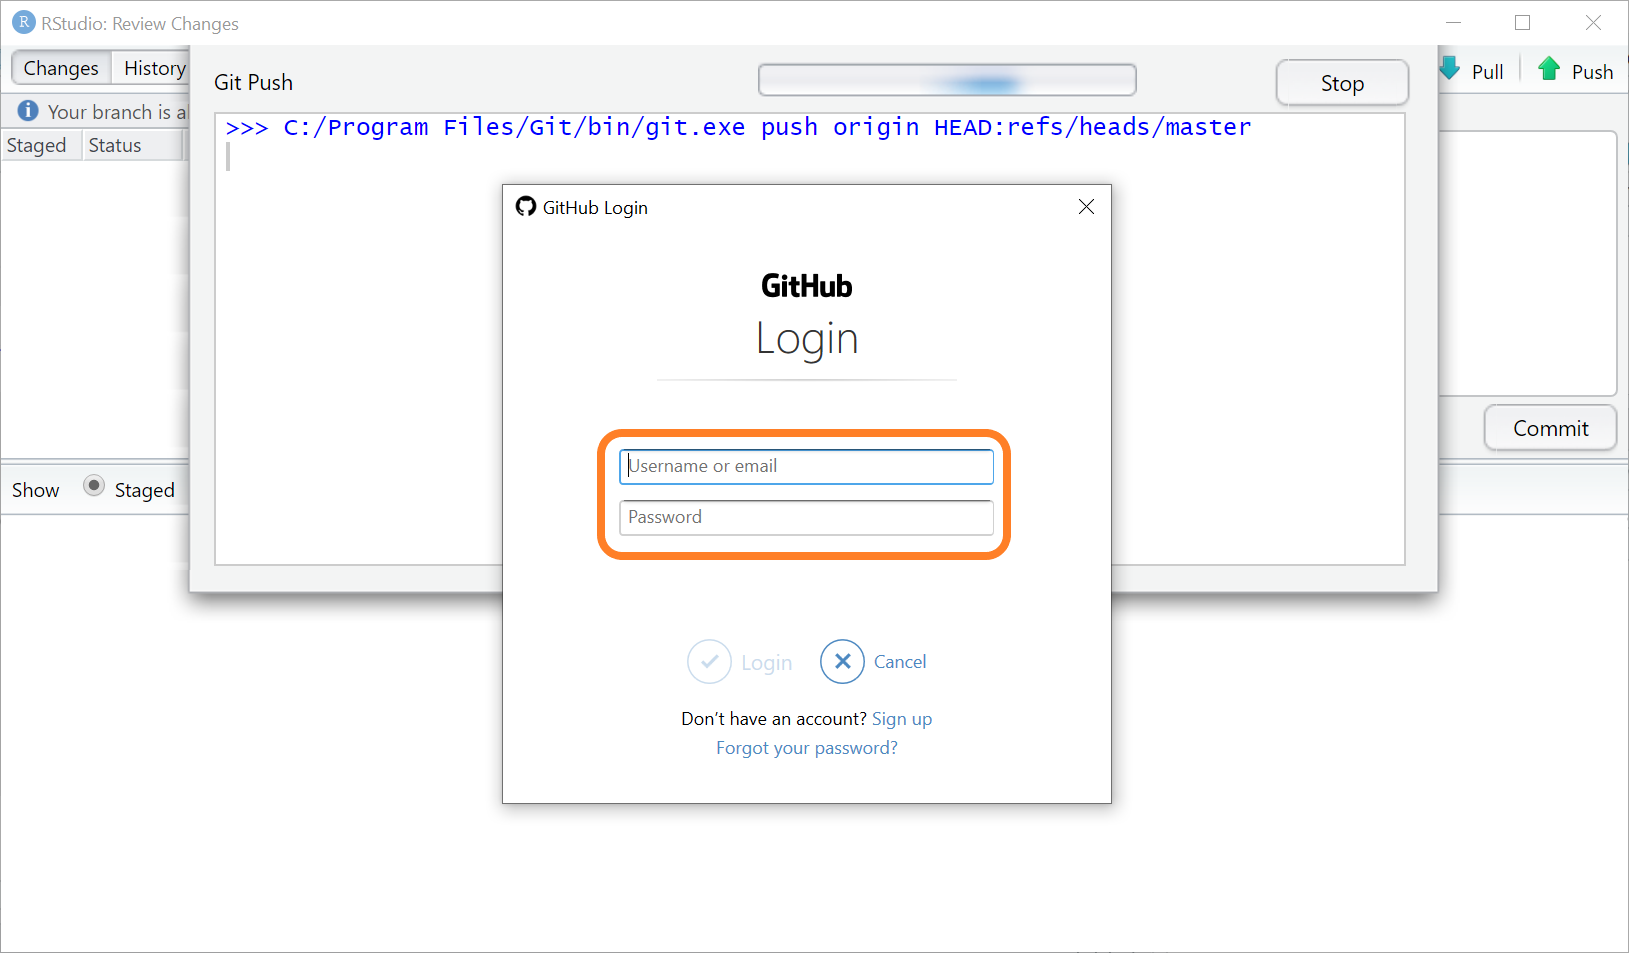 R RStudio: Review Changes
Changes History
Git Push
Stop
Pull
Push
Your branch is
Staged Status
>>> C:/Program Files/Git/bin/git.exe push origin HEAD:refs/heads/master
GitHub Login
GitHub
Login
Username or email
Password
Commit
Show Staged
Login Cancel
Don't have an account? Sign up
Forgot your password?